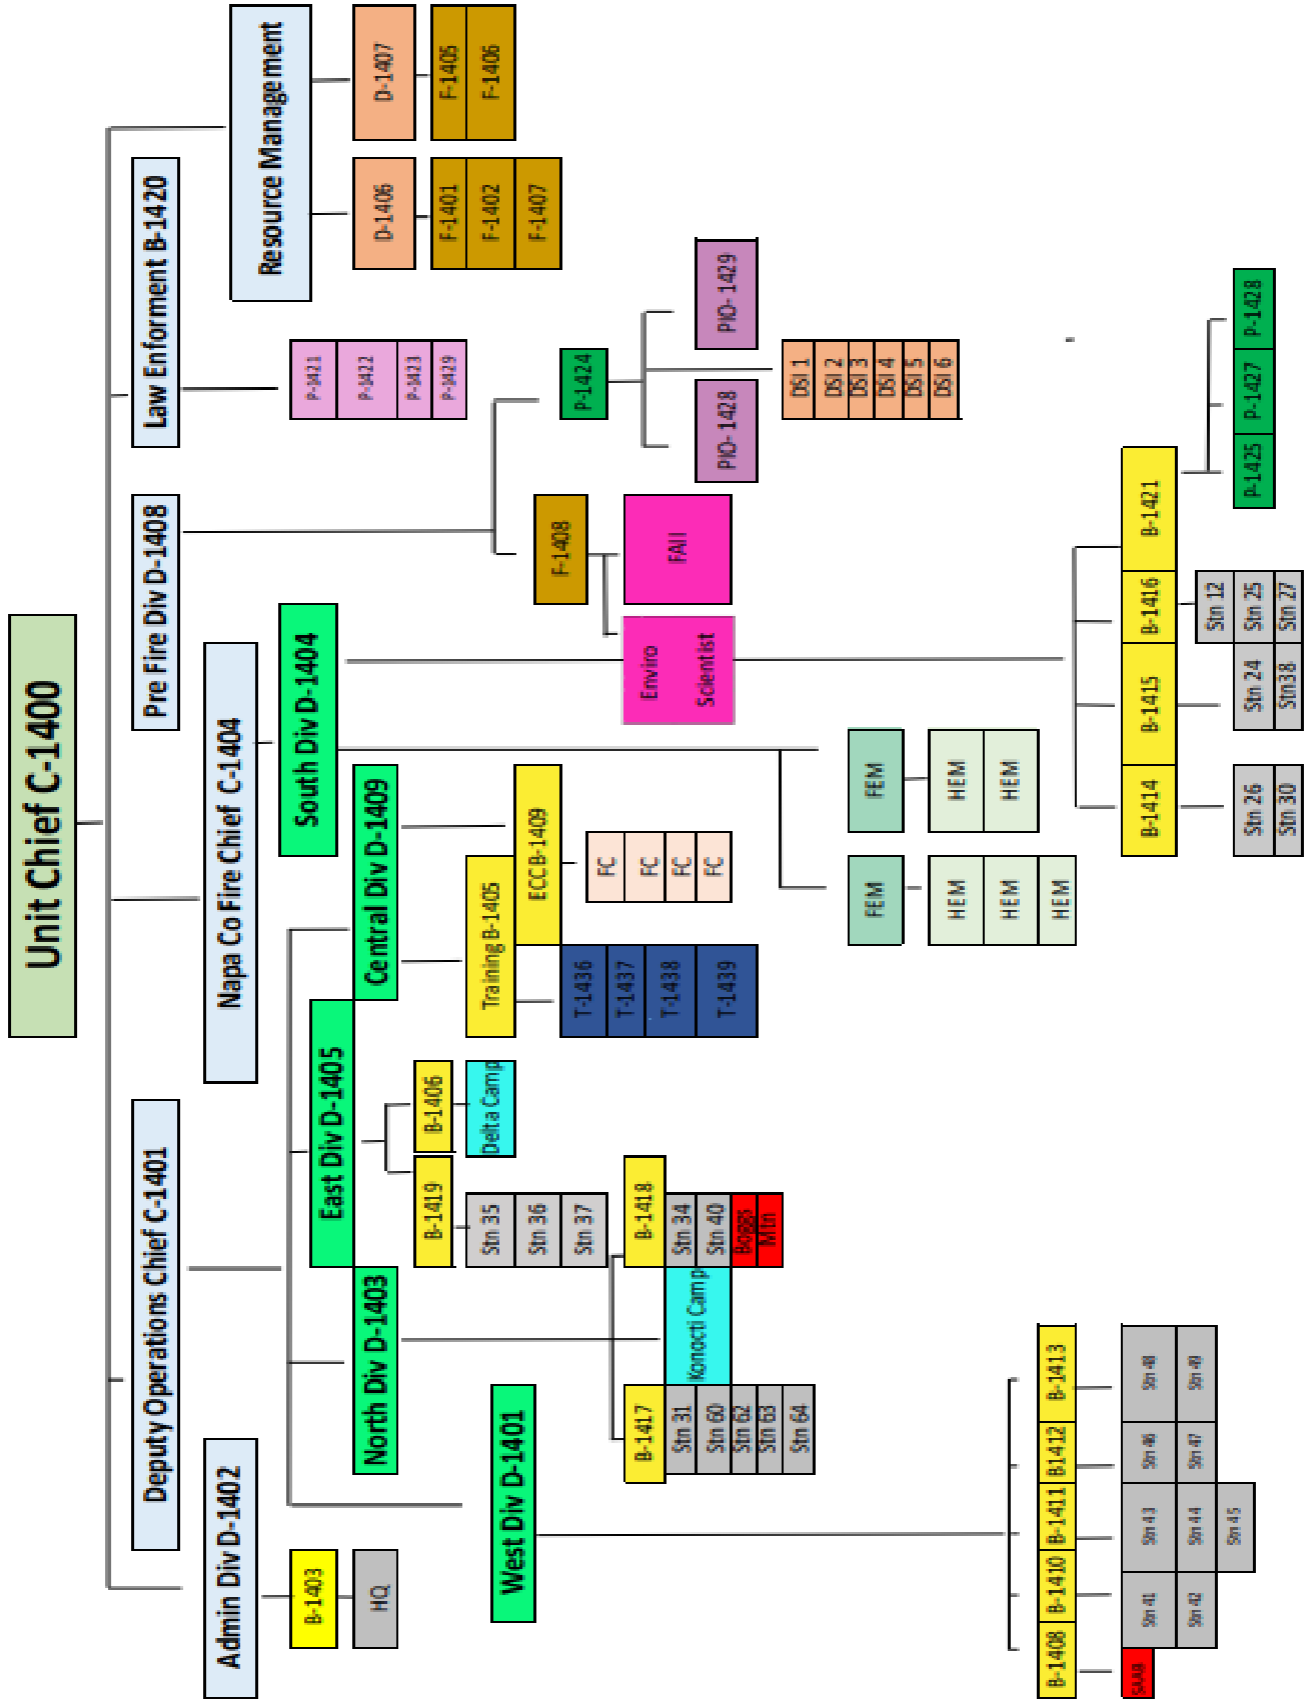 Unit Chief C-1400
Admin Div D-1402
B-1403
HQ
Deputy Operations Chief C-1401
West Div D-1401
B-1408
SAAB
B-1410
Stn 41
Stn 42
B-1411
Stn 43
Stn 44
Stn 45
B1412
Stn 46
Stn 47
B-1413
Stn 48
Stn 49
North Div D-1403
B-1417
Stn 31
Stn 60
Stn 62
Stn 63
Stn 64
Konocti Camp
B-1418
Stn 34
Stn 40
Boggs
Mtn
East Div D-1405
B-1419
Stn 35
Stn 36
Stn 37
B-1406
Delta Camp
Central Div D-1409
Training B-1405
T-1436
T-1437
T-1438
T-1439
ECC B-1409
FC
FC
FC
FC
Napa Co Fire Chief C-1404
South Div D-1404
FEM
HEM
HEM
HEM
FEM
HEM
HEM
B-1414
Stn 26
Stn 30
B-1415
Stn 24
Stn38
B-1416
Stn 12
Stn 25
Stn 27
B-1421
P-1425
P-1427
P-1428
Pre Fire Div D-1408
F-1408
Enviro
Scientist
FAII
P-1424
PIO- 1428
PIO- 1429
DSI 1
DSI 2
DSI 3
DSI 4
DSI 5
DSI 6
Law Enforment B-1420
P-1421
P-1422
P-1423
P-1429
Resource Management
D-1406
F-1401
F-1402
F-1407
D-1407
F-1405
F-1406